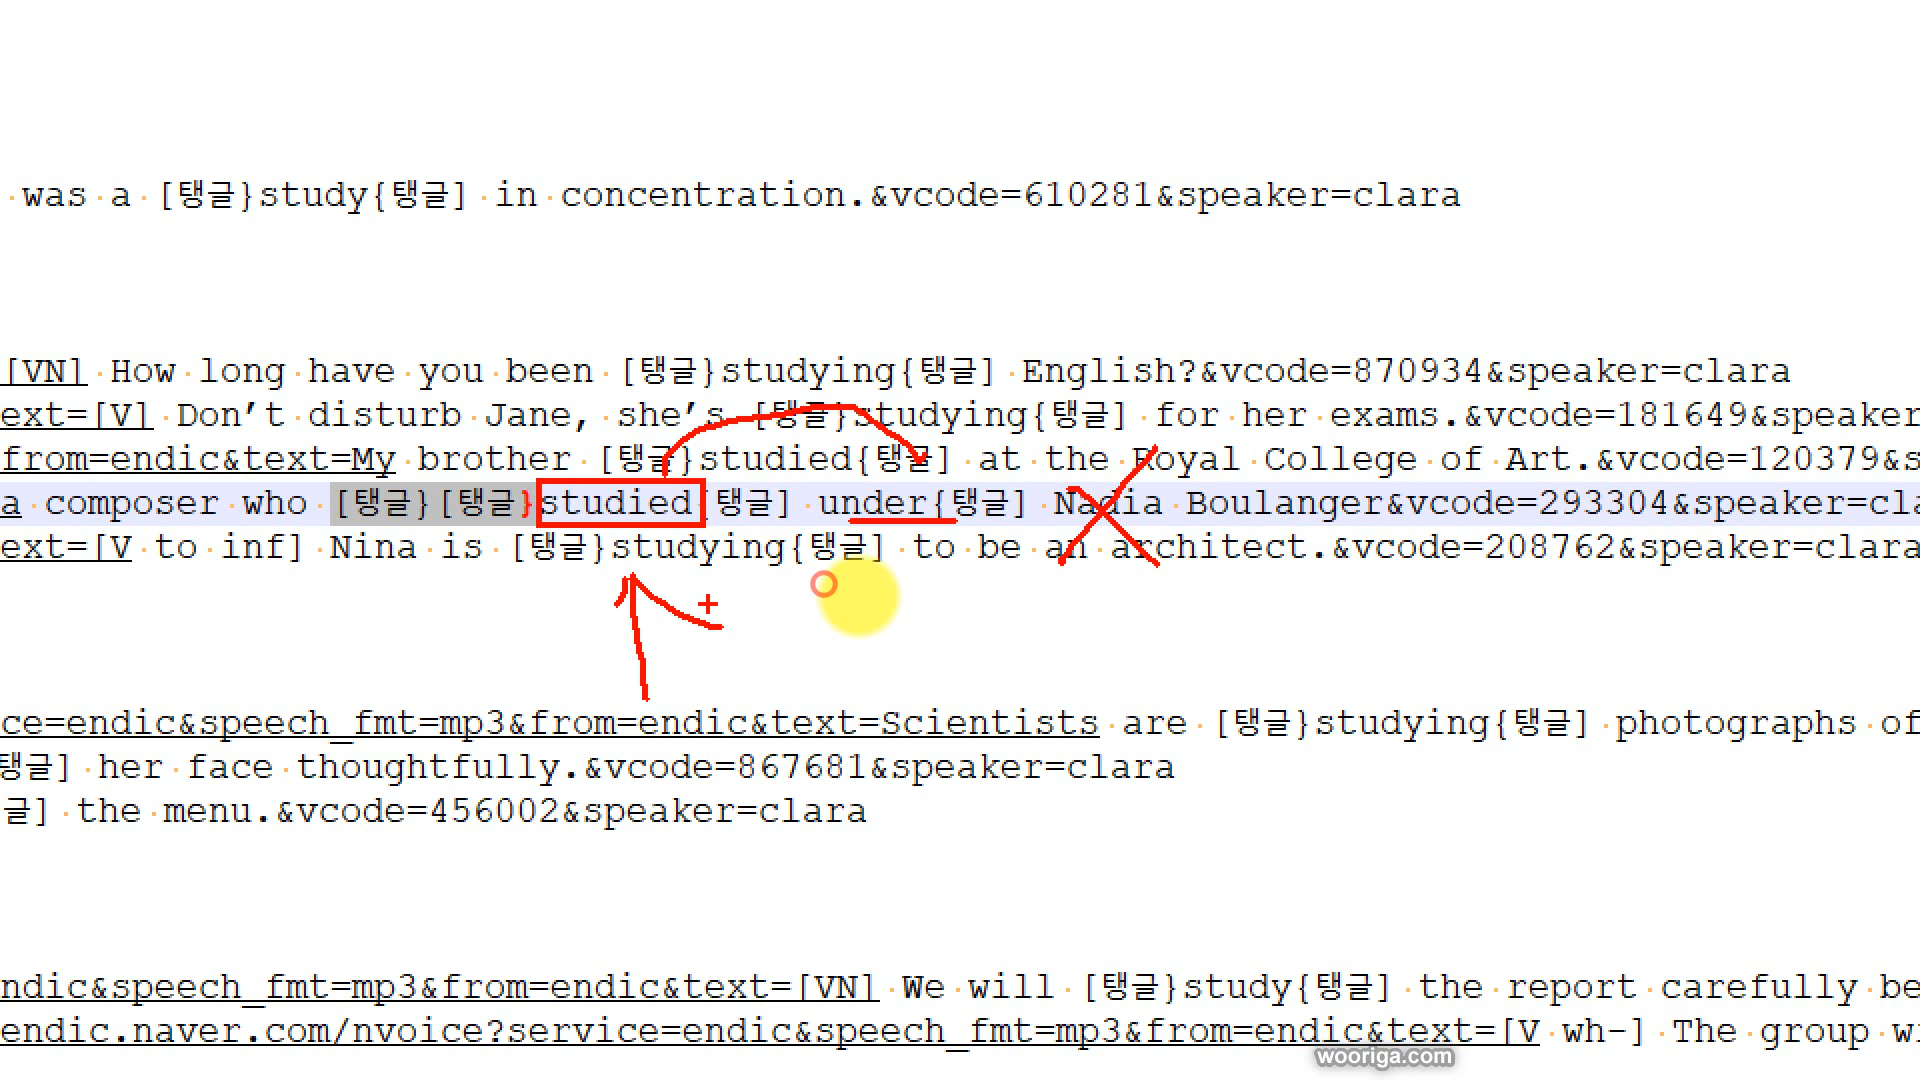 was a [탱글}study{탱글] in concentration.&vcode=610281&speaker=clara
[VN] How long have you been [탱글}studying{탱글] English?&vcode=870934&speaker=clara
ext=[V] Don't disturb Jane, she's [탱글}studying{탱글] for her exams.&vcode=181649&speaker
from=endic&text=My brother [탱글}studied{탱글] at the Royal College of Art.&vcode=120379&s
a composer who [탱글}[탱글}studied[탱글] under{탱글] Nadia Boulanger&vcode=293304&speaker=cla
ext=[V to inf] Nina is [탱글}studying{탱글] to be an architect.&vcode=208762&speaker=clara
ce=endic&speech_fmt=mp3&from=endic&text=Scientists are [탱글}studying{탱글] photographs of
탱글] her face thoughtfully.&vcode=867681&speaker=clara
글] the menu.&vcode=456002&speaker=clara
ndic&speech_fmt=mp3&from=endic&text=[VN] We will [탱글}study{탱글] the report carefully be
endic.naver.com/nvoice?service=endic&speech_fmt=mp3&from=endic&text=[V wh-] The group wi
wooriga.com